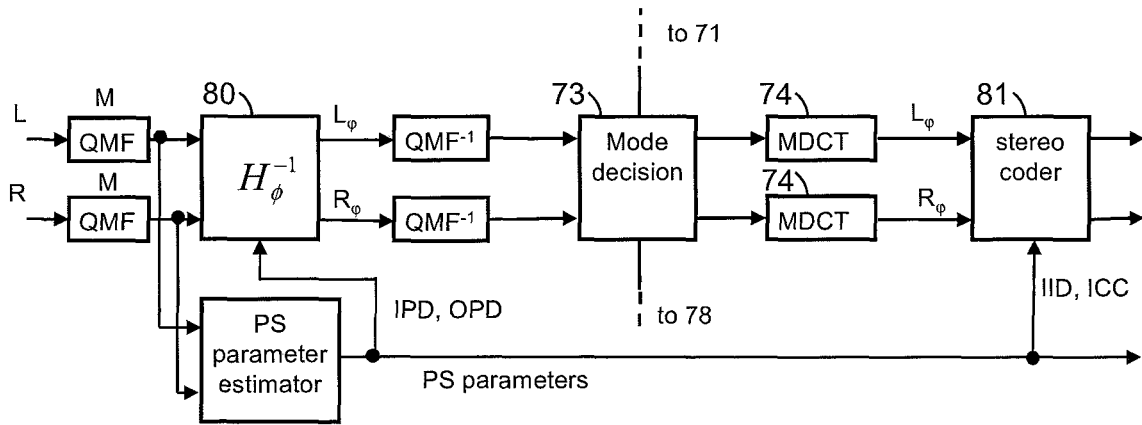 to 71
L
M
QMF
80
H_φ^{-1}
L_φ
QMF^{-1}
73
Mode
decision
74
MDCT
L_φ
81
stereo
coder
R
M
QMF
R_φ
QMF^{-1}
74
MDCT
R_φ
IPD, OPD
to 78
IID, ICC
PS
parameter
estimator
PS parameters